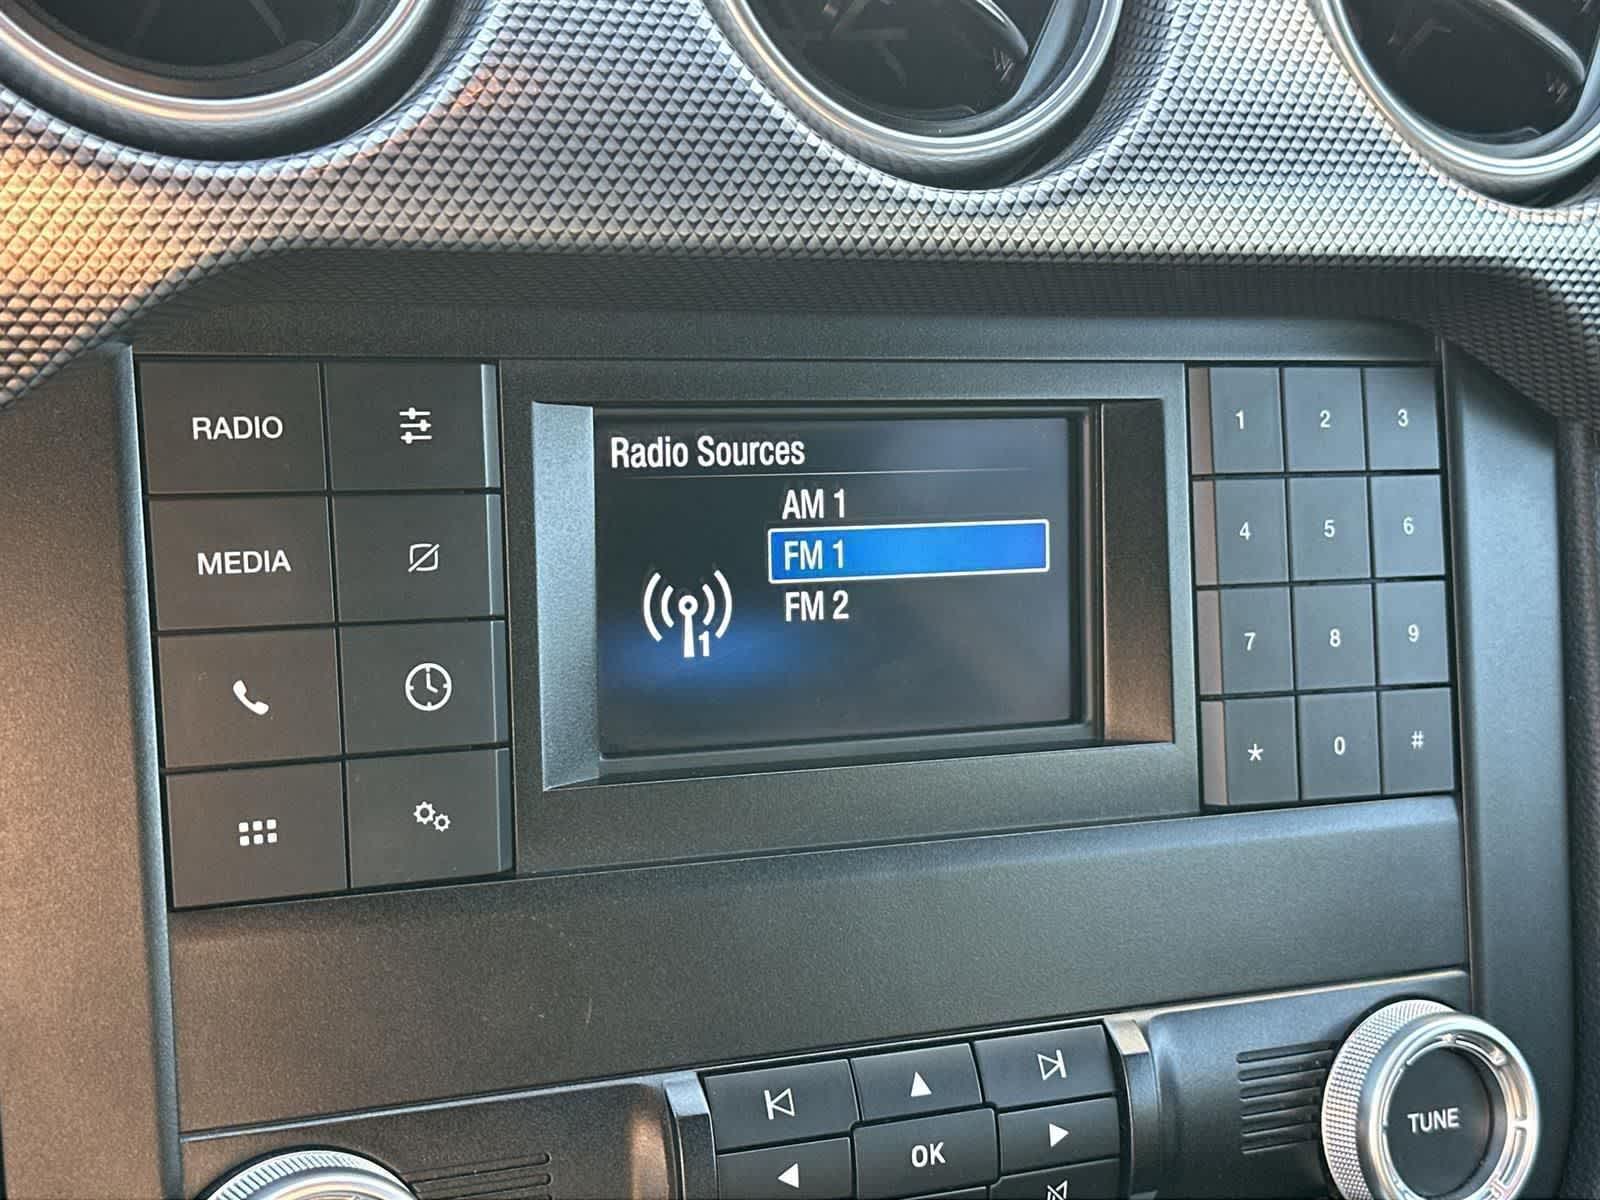 RADIO
MEDIA
Radio Sources
AM 1
FM 1
FM 2
1
1 2 3
4 5 6
7 8 9
* 0 #
OK
TUNE